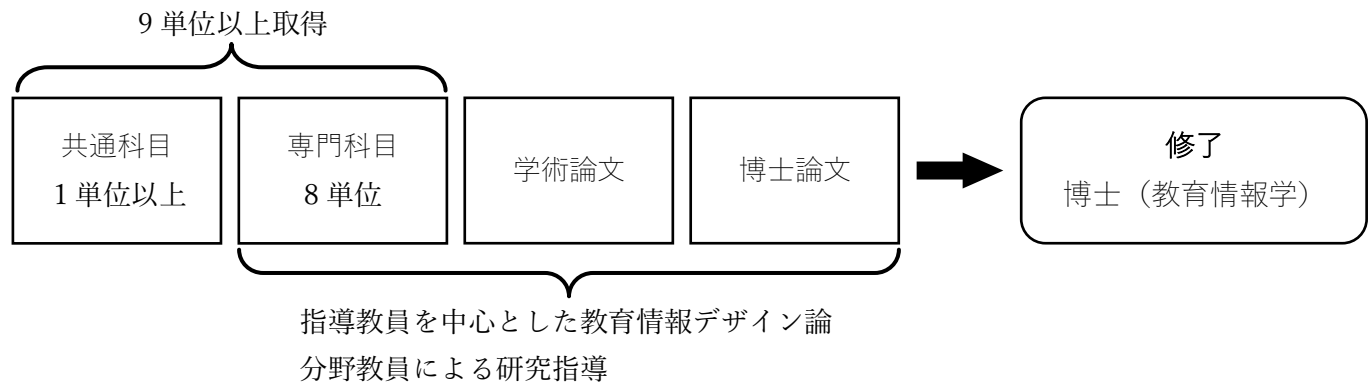 9 単位以上取得
共通科目
1 単位以上
専門科目
8 単位
学術論文
博士論文
修了
博士（教育情報学）
指導教員を中心とした教育情報デザイン論
分野教員による研究指導